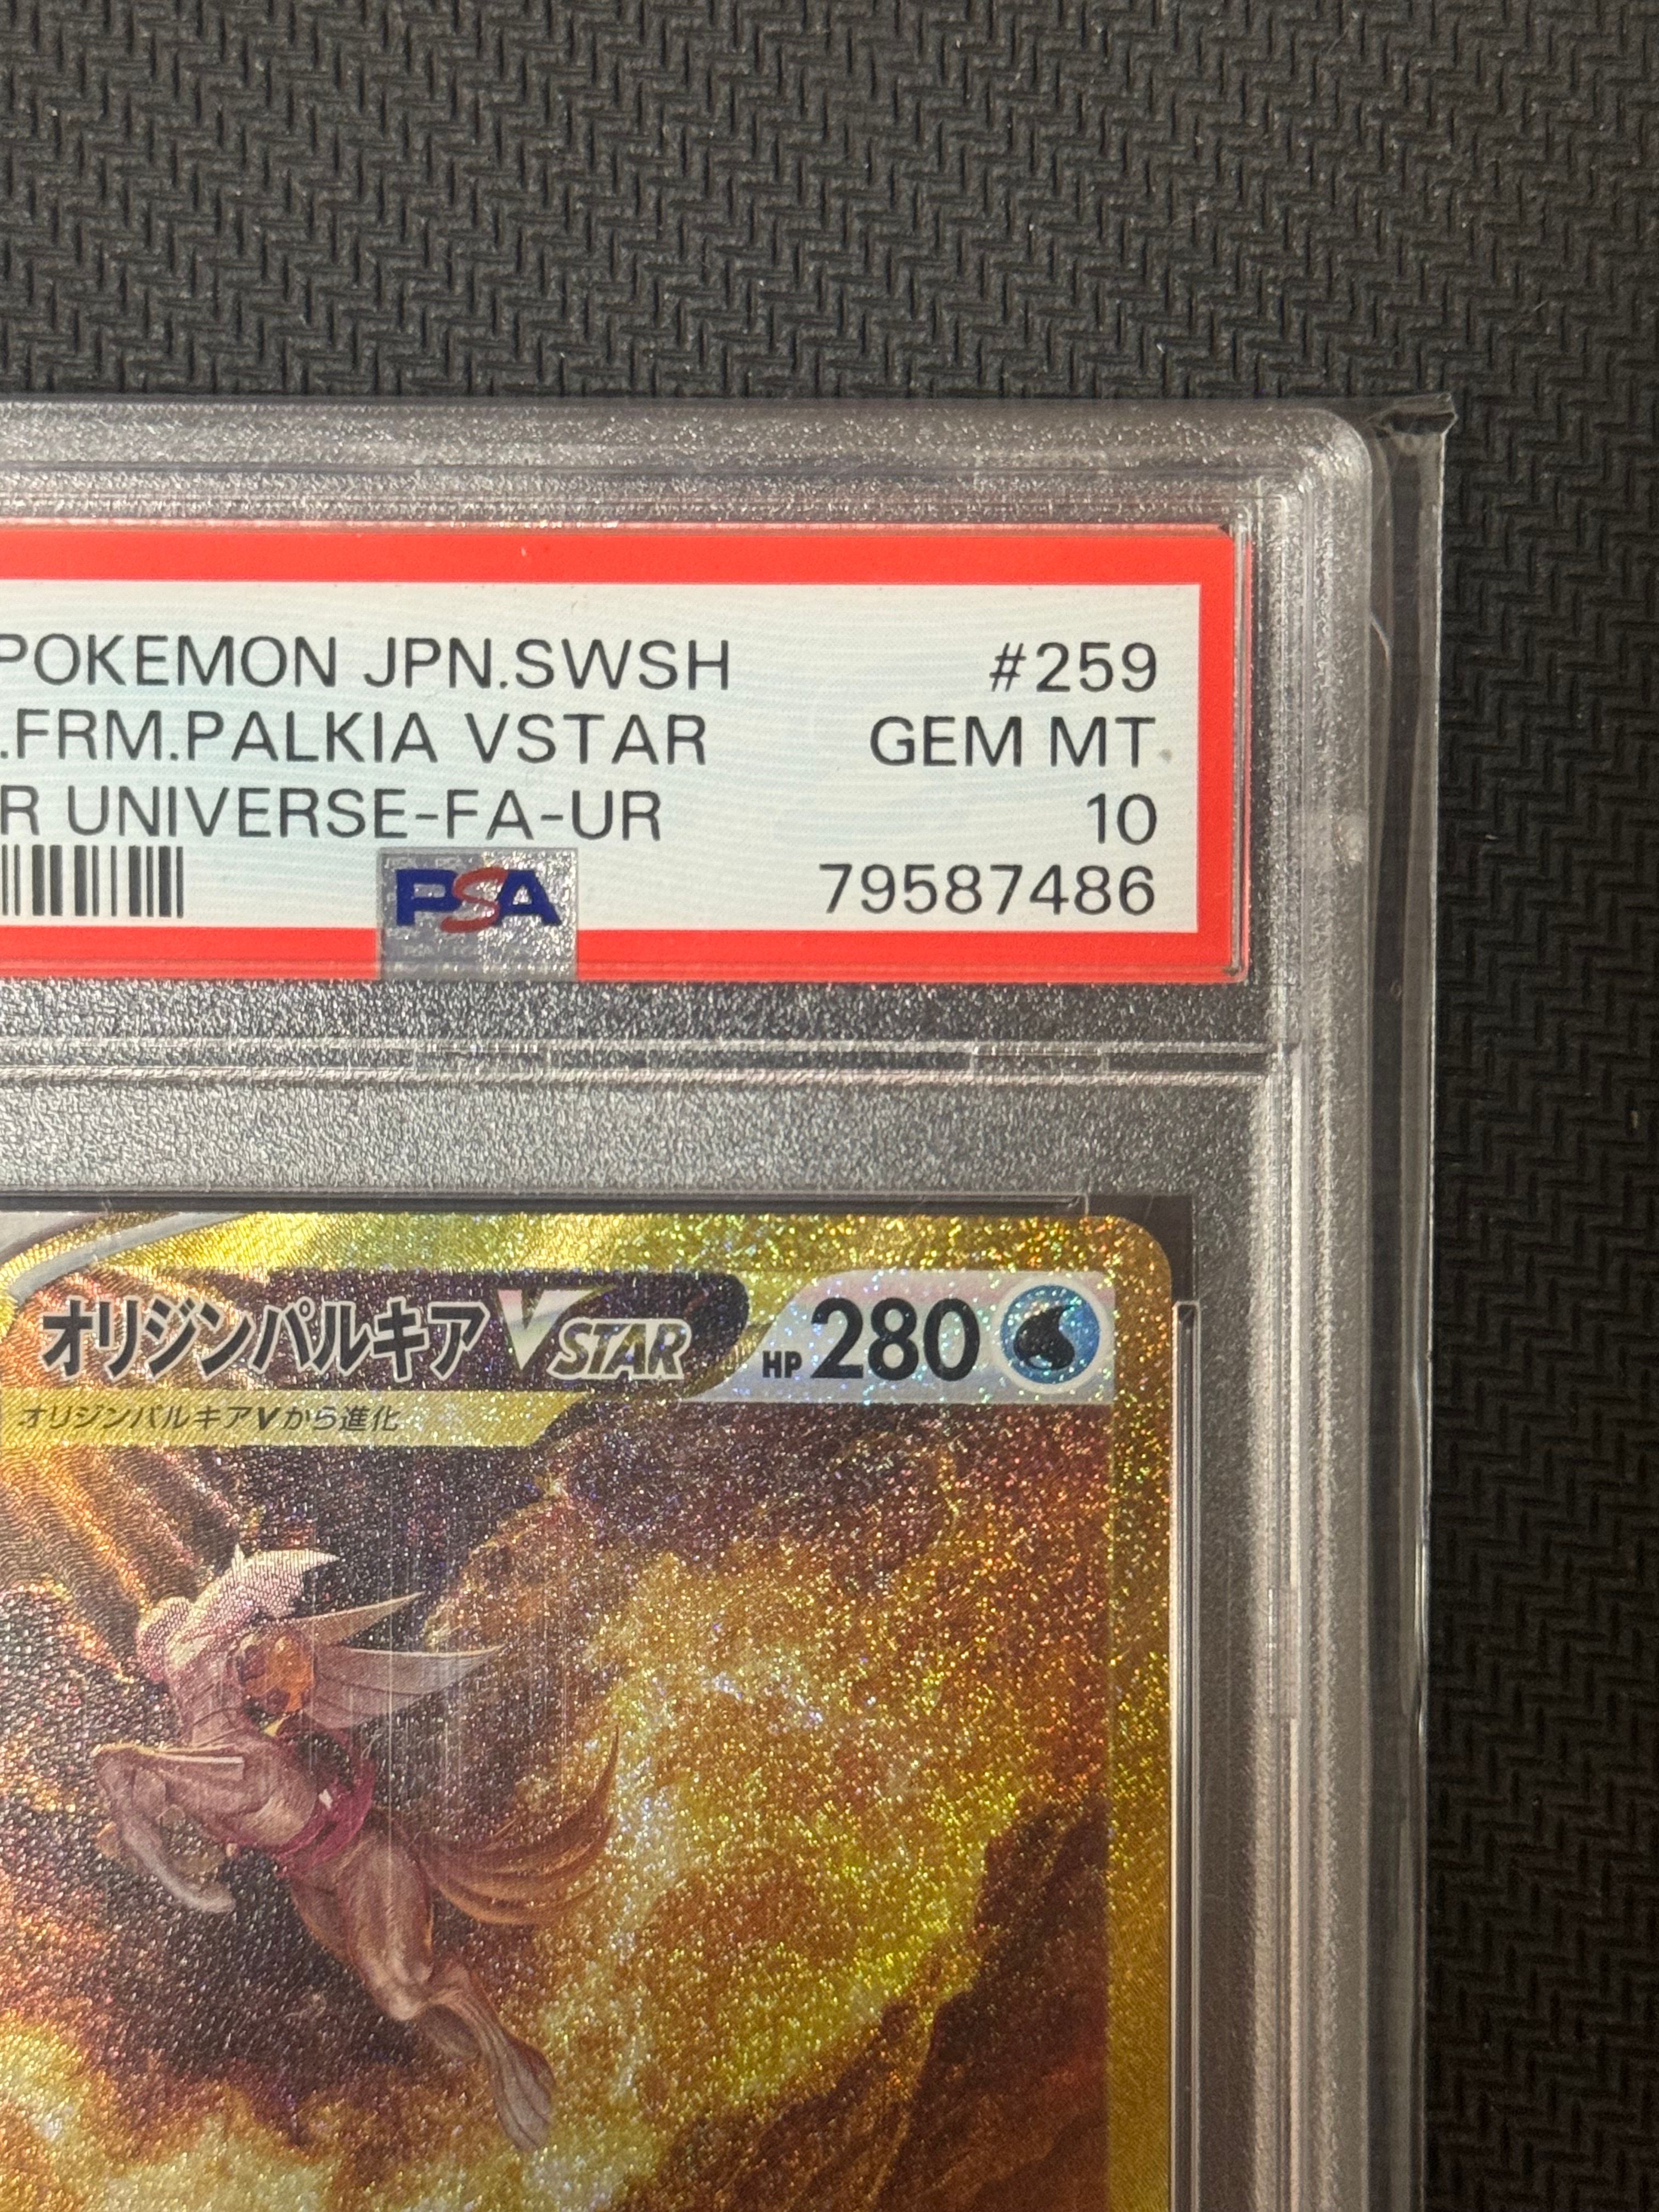 POKEMON JPN.SWSH #259
.FRM.PALKIA VSTAR GEM MT
R UNIVERSE-FA-UR 10
PSA 79587486
オリジンパルキア VSTAR HP 280
オリジンパルキアVから進化